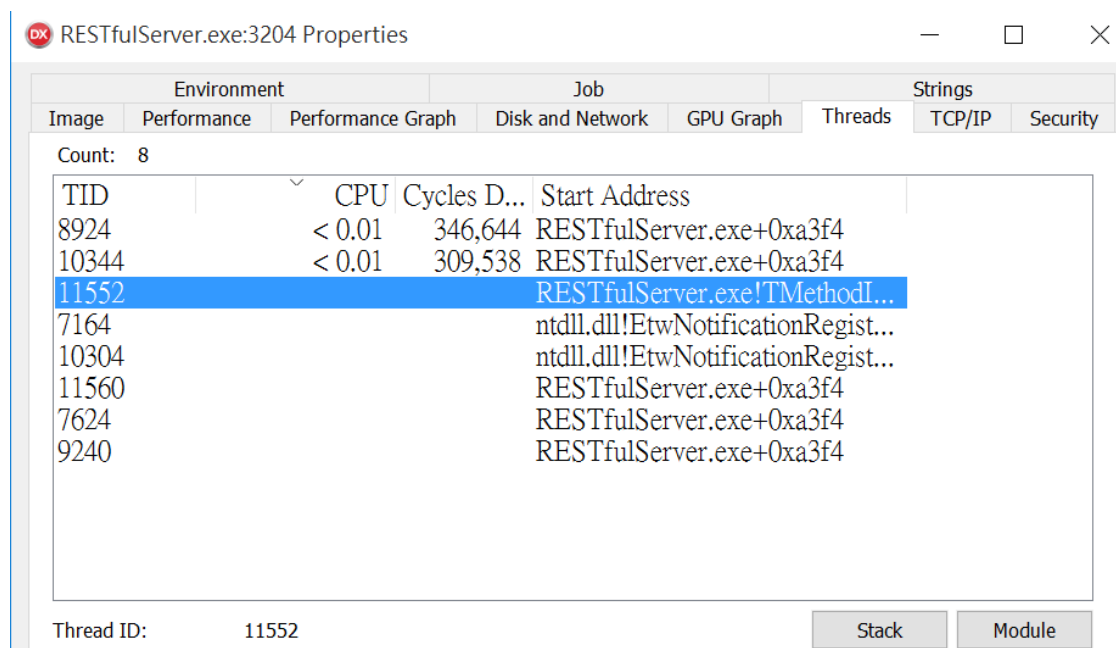 DX RESTfulServer.exe:3204 Properties
Environment Job Strings
Image Performance Performance Graph Disk and Network GPU Graph Threads TCP/IP Security
Count: 8
TID CPU Cycles D... Start Address
8924 < 0.01 346,644 RESTfulServer.exe+0xa3f4
10344 < 0.01 309,538 RESTfulServer.exe+0xa3f4
11552 RESTfulServer.exe!TMethodI...
7164 ntdll.dll!EtwNotificationRegist...
10304 ntdll.dll!EtwNotificationRegist...
11560 RESTfulServer.exe+0xa3f4
7624 RESTfulServer.exe+0xa3f4
9240 RESTfulServer.exe+0xa3f4
Thread ID: 11552 Stack Module